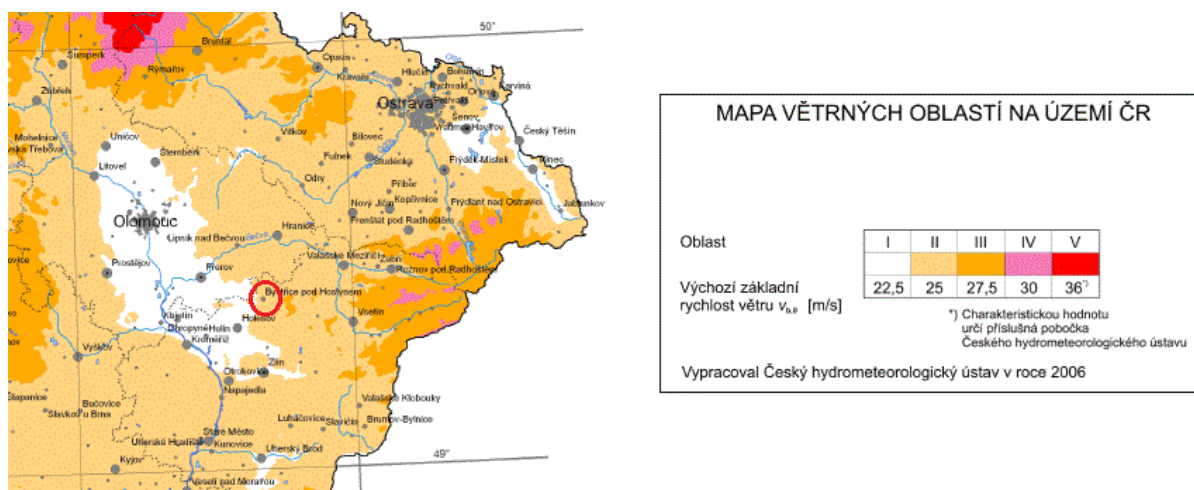 50°
Bruntál
Šumperk
Rýmařov
Opava
Kravaře
Hlučín
Bohumín
Rychvald
Orlová
Karviná
Petřvald
Zábřeh
Ostrava
Šenov
Havířov
Český Těšín
Vítkov
Bílovec
Mohelnice
Uničov
Šternberk
Litovel
Fulnek
Studénka
Frýdek-Místek
Odry
Příbor
Nový Jičín
Kopřivnice
Frýdlant nad Ostravicí
Jablunkov
Frenštát pod Radhoštěm
Olomouc
Hranice
Lipník nad Bečvou
Bečva
Valašské Meziříčí
Zubří
Rožnov pod Radhoštěm
Prostějov
Přerov
Bystřice pod Hostýnem
Vsetín
Kojetín
Chropyně
Hulín
Holešov
Kroměříž
Vyškov
Zlín
Otrokovice
Napajedla
Bučovice
Slavkov u Brna
Valašské Klobouky
Luhačovice
Slavičín
Brumov-Bylnice
Staré Město
Uherské Hradiště
Kunovice
Uherský Brod
49°
Kyjov
Veselí nad Moravou
MAPA VĚTRNÝCH OBLASTÍ NA ÚZEMÍ ČR
Oblast
I II III IV V
Výchozí základní
rychlost větru vb,0 [m/s]
22,5 25 27,5 30 36*)
*) Charakteristickou hodnotu
určí příslušná pobočka
Českého hydrometeorologického ústavu
Vypracoval Český hydrometeorologický ústav v roce 2006